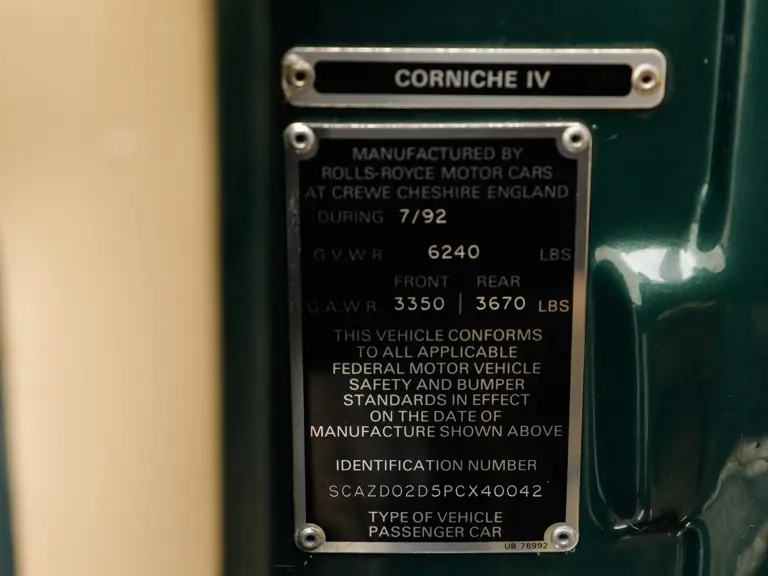 CORNICHE IV
MANUFACTURED BY
ROLLS-ROYCE MOTOR CARS
AT CREWE CHESHIRE ENGLAND
DURING 7/92
G.V.W.R 6240 LBS
FRONT REAR
G.A.W.R. 3350 | 3670 LBS
THIS VEHICLE CONFORMS
TO ALL APPLICABLE
FEDERAL MOTOR VEHICLE
SAFETY AND BUMPER
STANDARDS IN EFFECT
ON THE DATE OF
MANUFACTURE SHOWN ABOVE
IDENTIFICATION NUMBER
SCAZD02D5PCX40042
TYPE OF VEHICLE
PASSENGER CAR
UB 76992